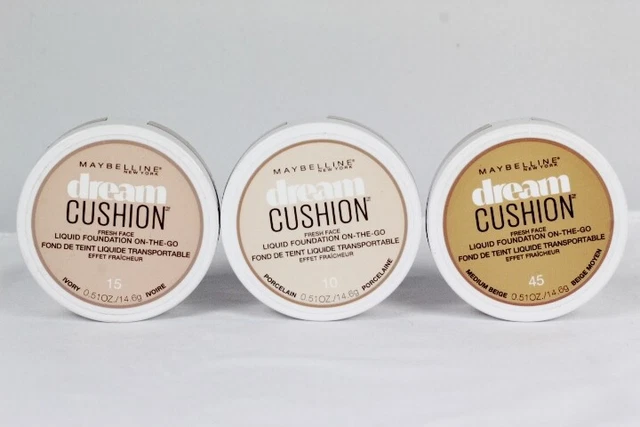 MAYBELLINE
NEW YORK
dream
CUSHION™
FRESH FACE
LIQUID FOUNDATION ON-THE-GO
FOND DE TEINT LIQUIDE TRANSPORTABLE
EFFET FRAÎCHEUR
15
IVORY 0.51OZ./14.6g IVOIRE
MAYBELLINE
NEW YORK
dream
CUSHION™
FRESH FACE
LIQUID FOUNDATION ON-THE-GO
FOND DE TEINT LIQUIDE TRANSPORTABLE
EFFET FRAÎCHEUR
10
PORCELAIN 0.51OZ./14.6g PORCELAINE
MAYBELLINE
NEW YORK
dream
CUSHION™
FRESH FACE
LIQUID FOUNDATION ON-THE-GO
FOND DE TEINT LIQUIDE TRANSPORTABLE
EFFET FRAÎCHEUR
45
MEDIUM BEIGE 0.51OZ./14.6g BEIGE MOYEN